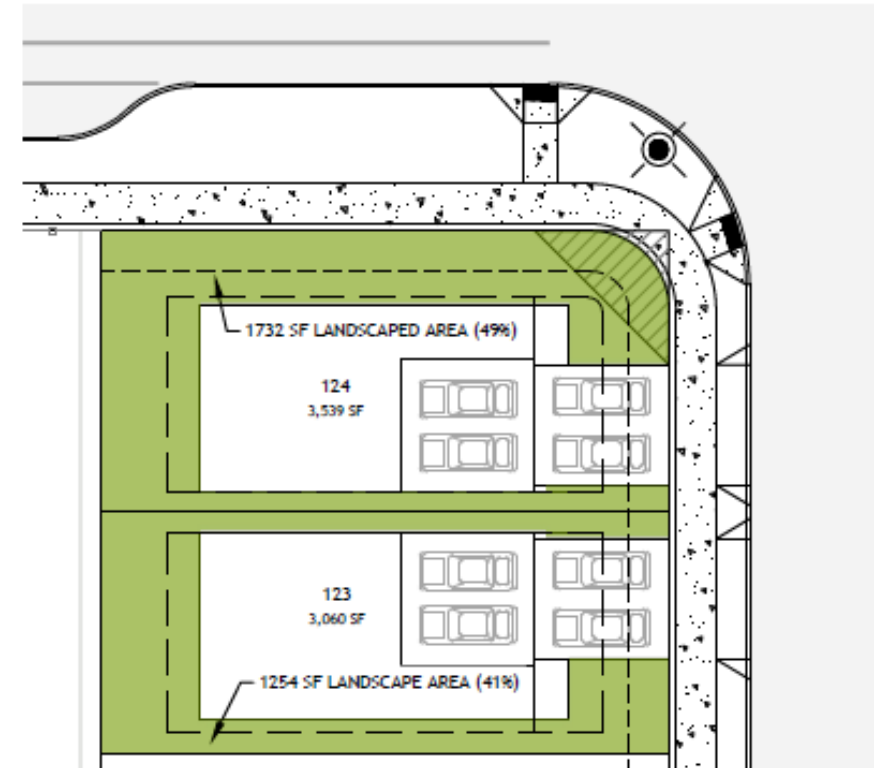 1732 SF LANDSCAPED AREA (49%)
124
3,539 SF
123
3,060 SF
1254 SF LANDSCAPE AREA (41%)